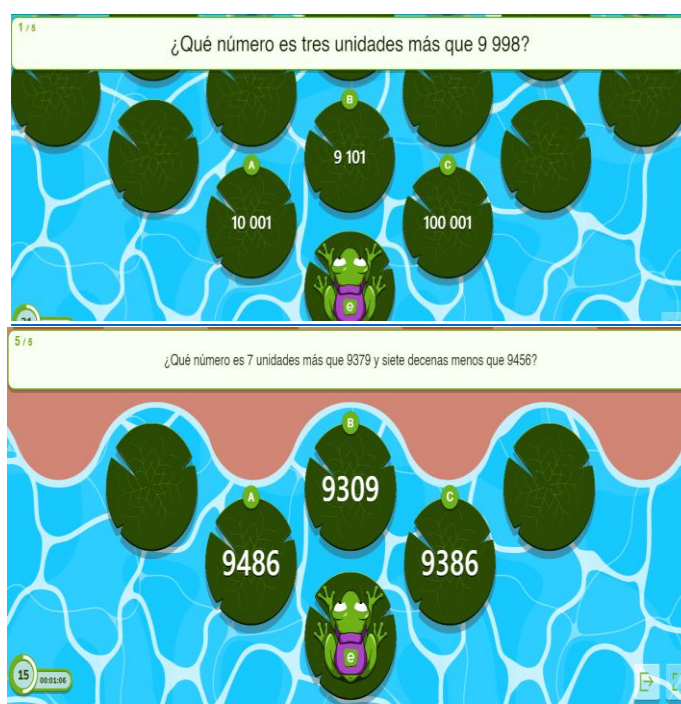 1 / 5
¿Qué número es tres unidades más que 9 998?
B
9 101
A
C
10 001
100 001
e
5 / 5
¿Qué número es 7 unidades más que 9379 y siete decenas menos que 9456?
B
9309
A
C
9486
9386
e
15
00:01:06